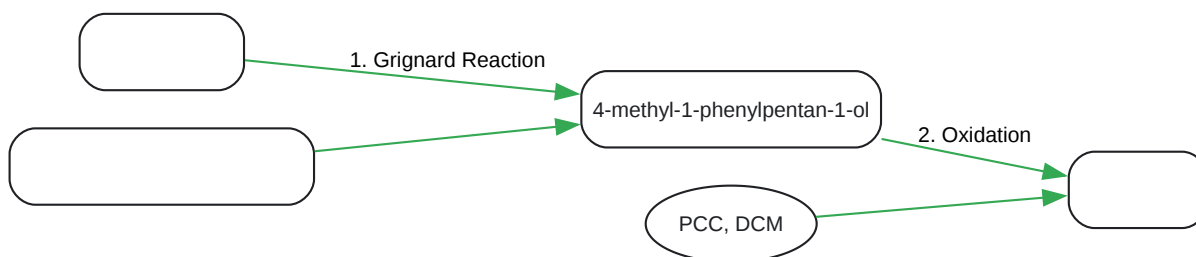 1. Grignard Reaction
4-methyl-1-phenylpentan-1-ol
2. Oxidation
PCC, DCM